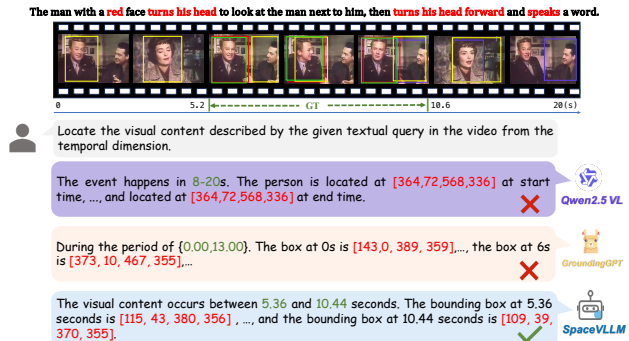 The man with a red face turns his head to look at the man next to him, then turns his head forward and speaks a word.
0 5.2 GT 10.6 20(s)
Locate the visual content described by the given textual query in the video from the
temporal dimension.
The event happens in 8-20s. The person is located at [364,72,568,336] at start
time, ..., and located at [364,72,568,336] at end time.
Qwen2.5 VL
During the period of {0.00,13.00}. The box at 0s is [143,0, 389, 359],..., the box at 6s
is [373, 10, 467, 355],...
GroundingGPT
The visual content occurs between 5.36 and 10.44 seconds. The bounding box at 5.36
seconds is [115, 43, 380, 356] , ..., and the bounding box at 10.44 seconds is [109, 39,
370, 355].
SpaceVLLM